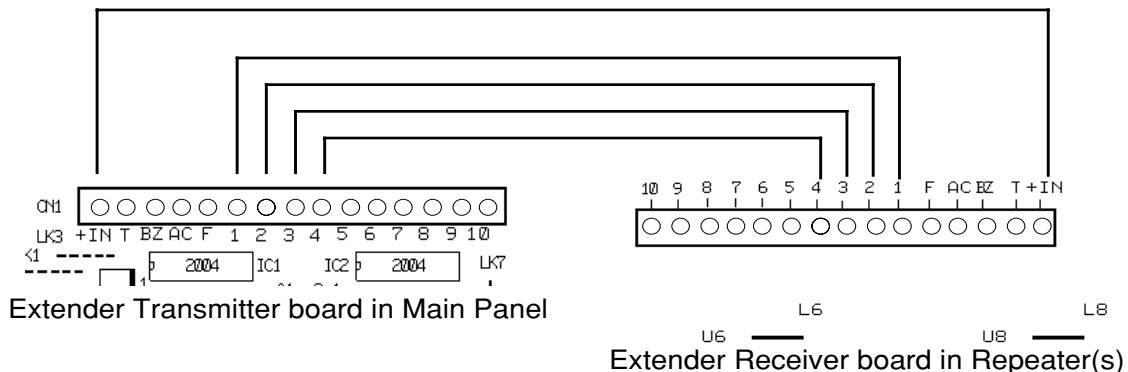 10 9 8 7 6 5 4 3 2 1 F AC BZ T +IN
CN1
LK3 +IN T BZ AC F 1 2 3 4 5 6 7 8 9 10
<1
2004 IC1 IC2 2004 LK7
1
Extender Transmitter board in Main Panel
L6 L8
U6 U8
Extender Receiver board in Repeater(s)